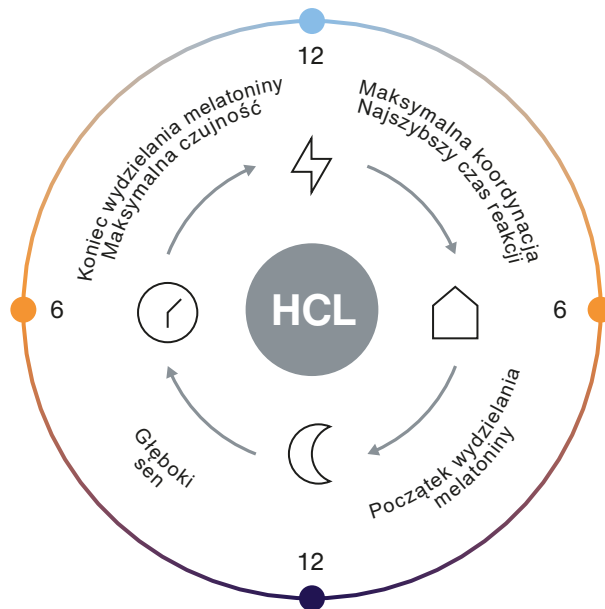 12
Koniec wydzielania melatoniny
Maksymalna czujność
Maksymalna koordynacja
Najszybszy czas reakcji
6
HCL
6
Głęboki
sen
Początek wydzielania
melatoniny
12